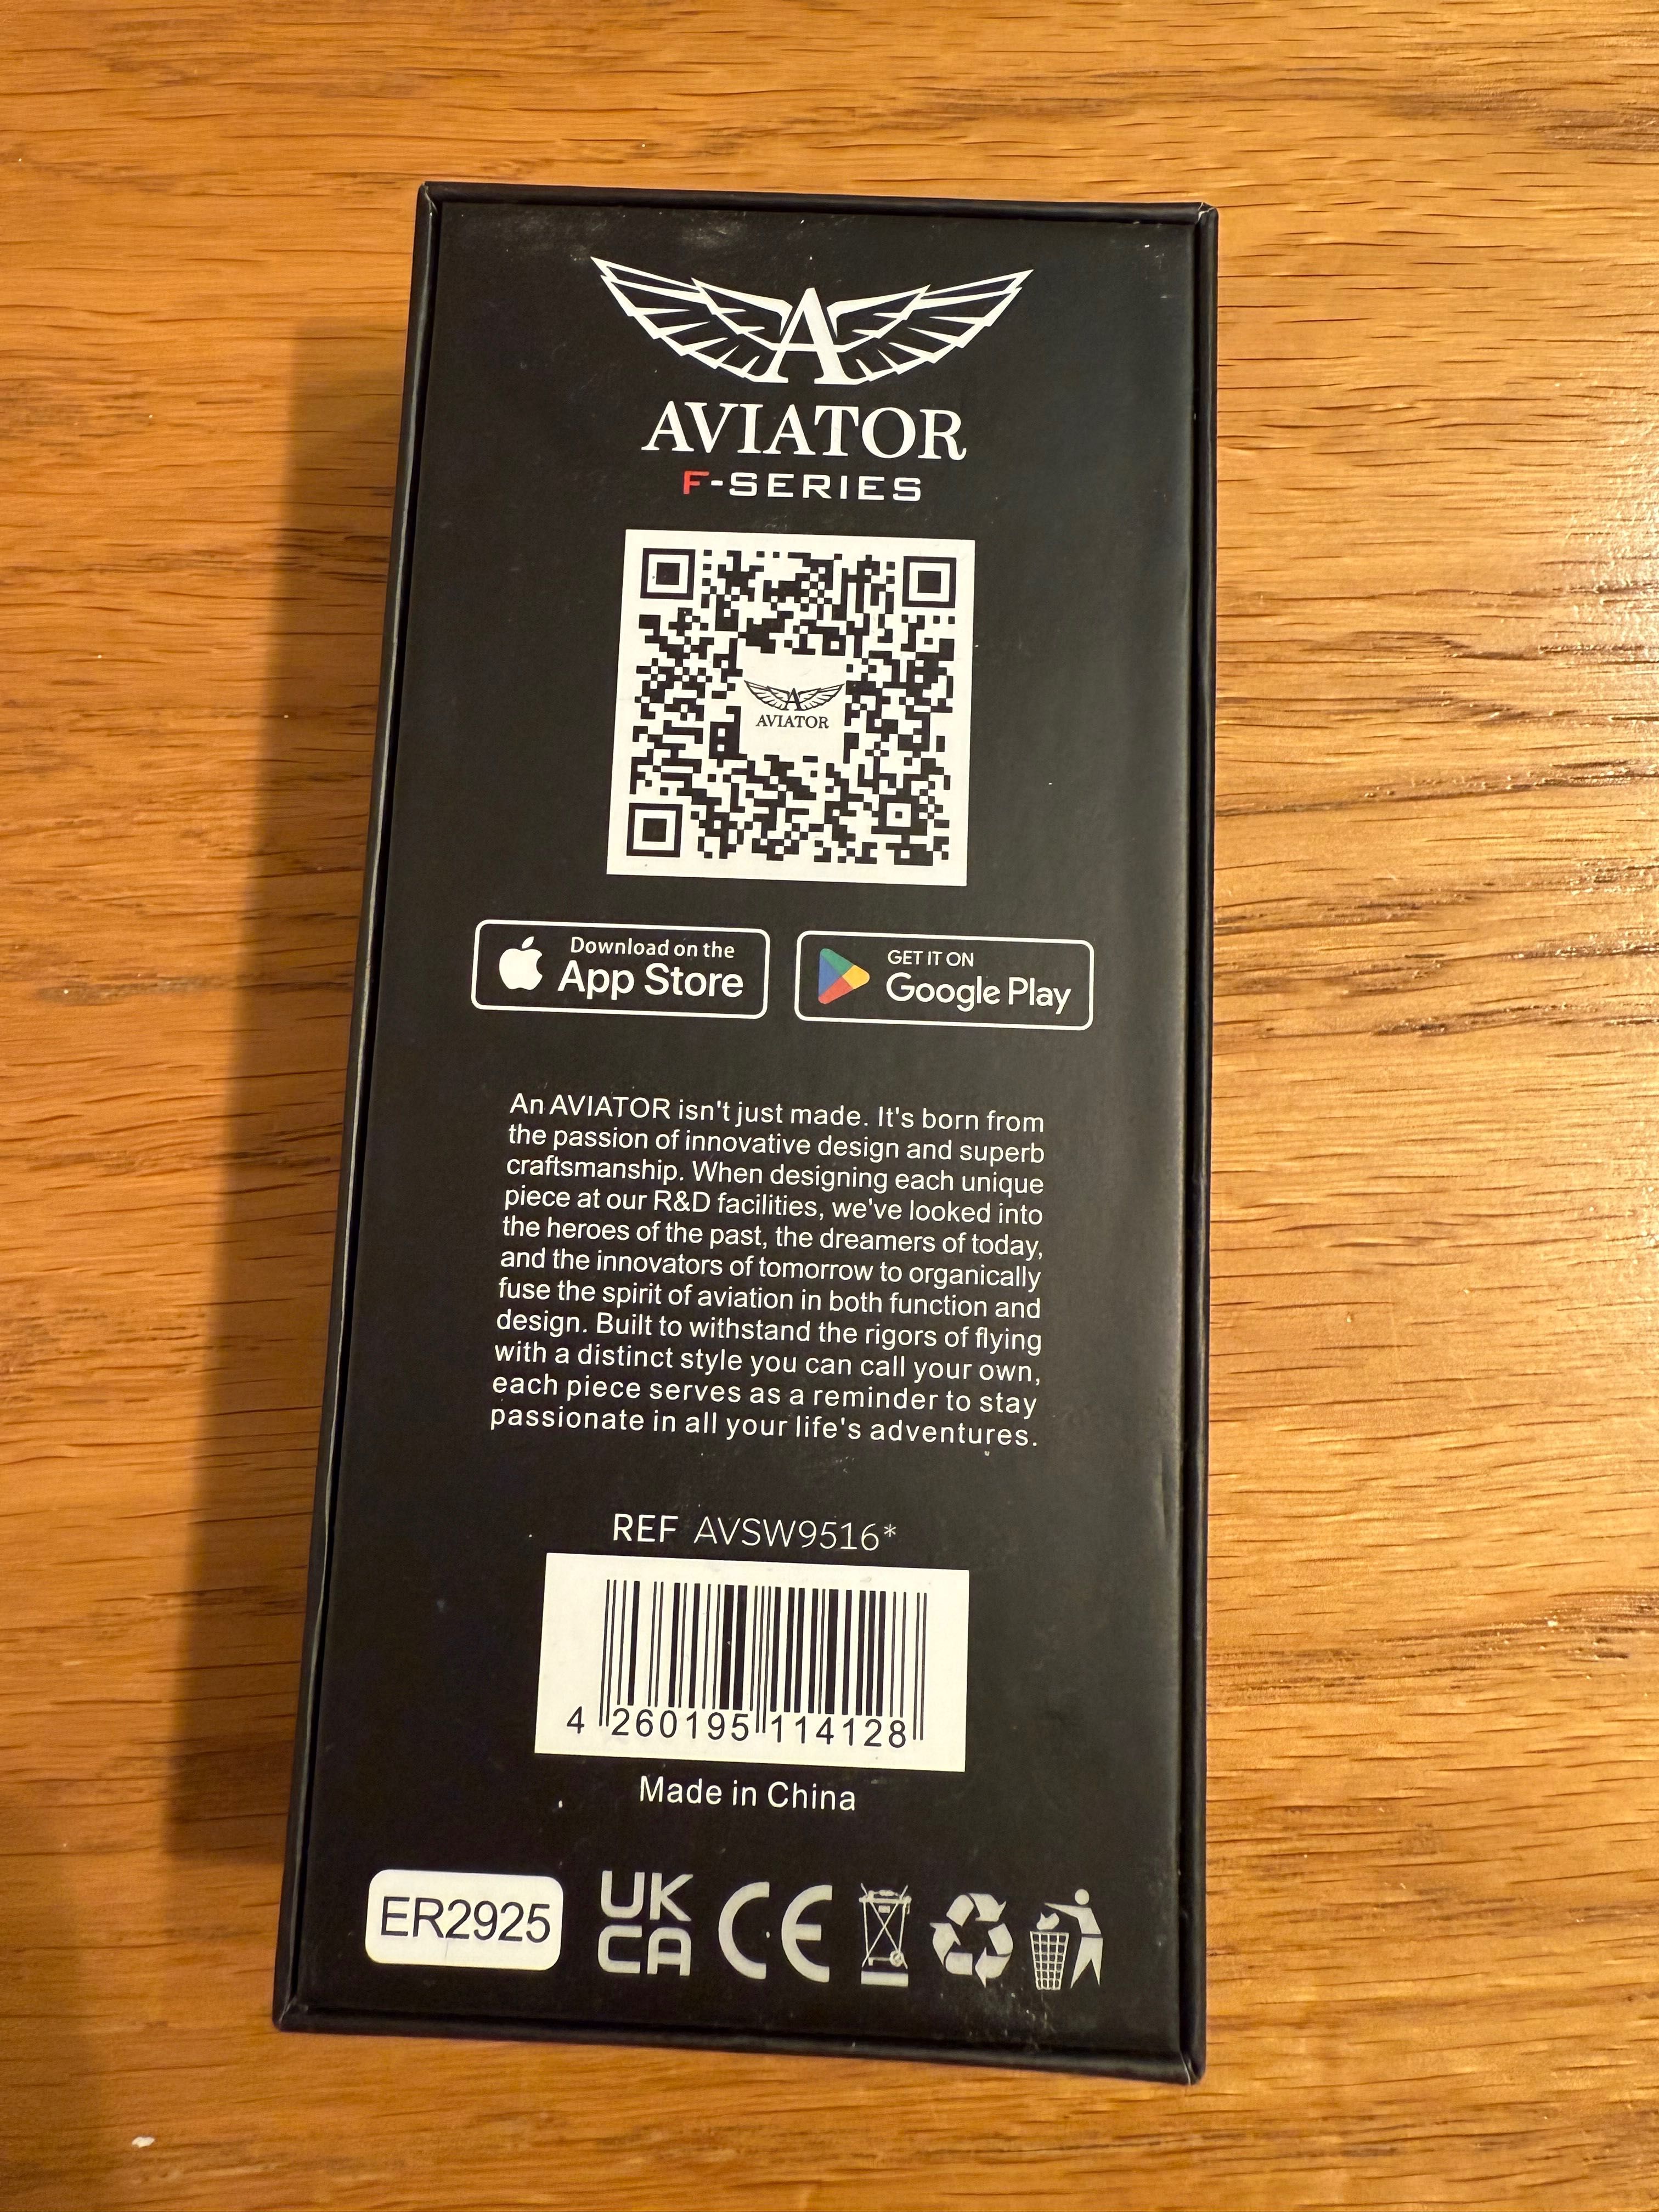 A
AVIATOR
F-SERIES
A
AVIATOR
Download on the
App Store
GET IT ON
Google Play
An AVIATOR isn't just made. It's born from
the passion of innovative design and superb
craftsmanship. When designing each unique
piece at our R&D facilities, we've looked into
the heroes of the past, the dreamers of today,
and the innovators of tomorrow to organically
fuse the spirit of aviation in both function and
design. Built to withstand the rigors of flying
with a distinct style you can call your own,
each piece serves as a reminder to stay
passionate in all your life's adventures.
REF AVSW9516*
4 260195 114128
Made in China
ER2925
UK
CA
CE